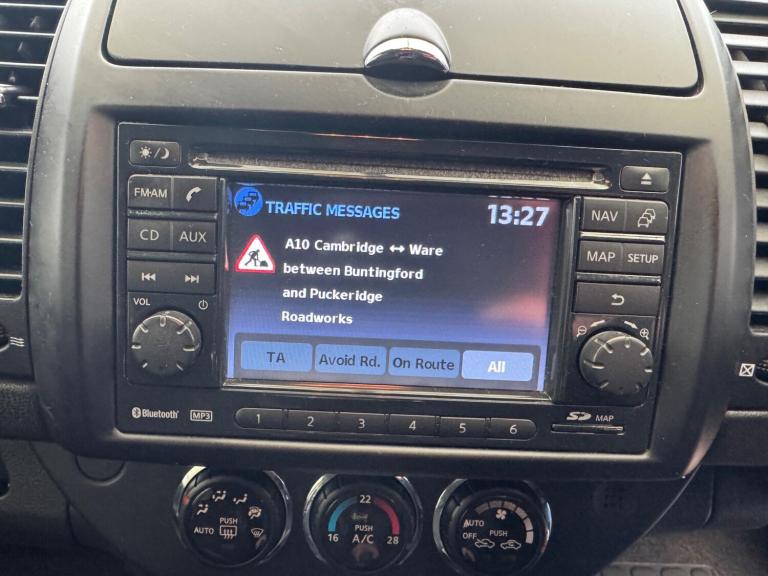 FM·AM
CD AUX
VOL
Bluetooth MP3
TRAFFIC MESSAGES 13:27
A10 Cambridge ↔ Ware
between Buntingford
and Puckeridge
Roadworks
TA Avoid Rd. On Route All
1 2 3 4 5 6
NAV
MAP SETUP
SD MAP
AUTO PUSH
22
16 PUSH 28
A/C
AUTO
OFF PUSH